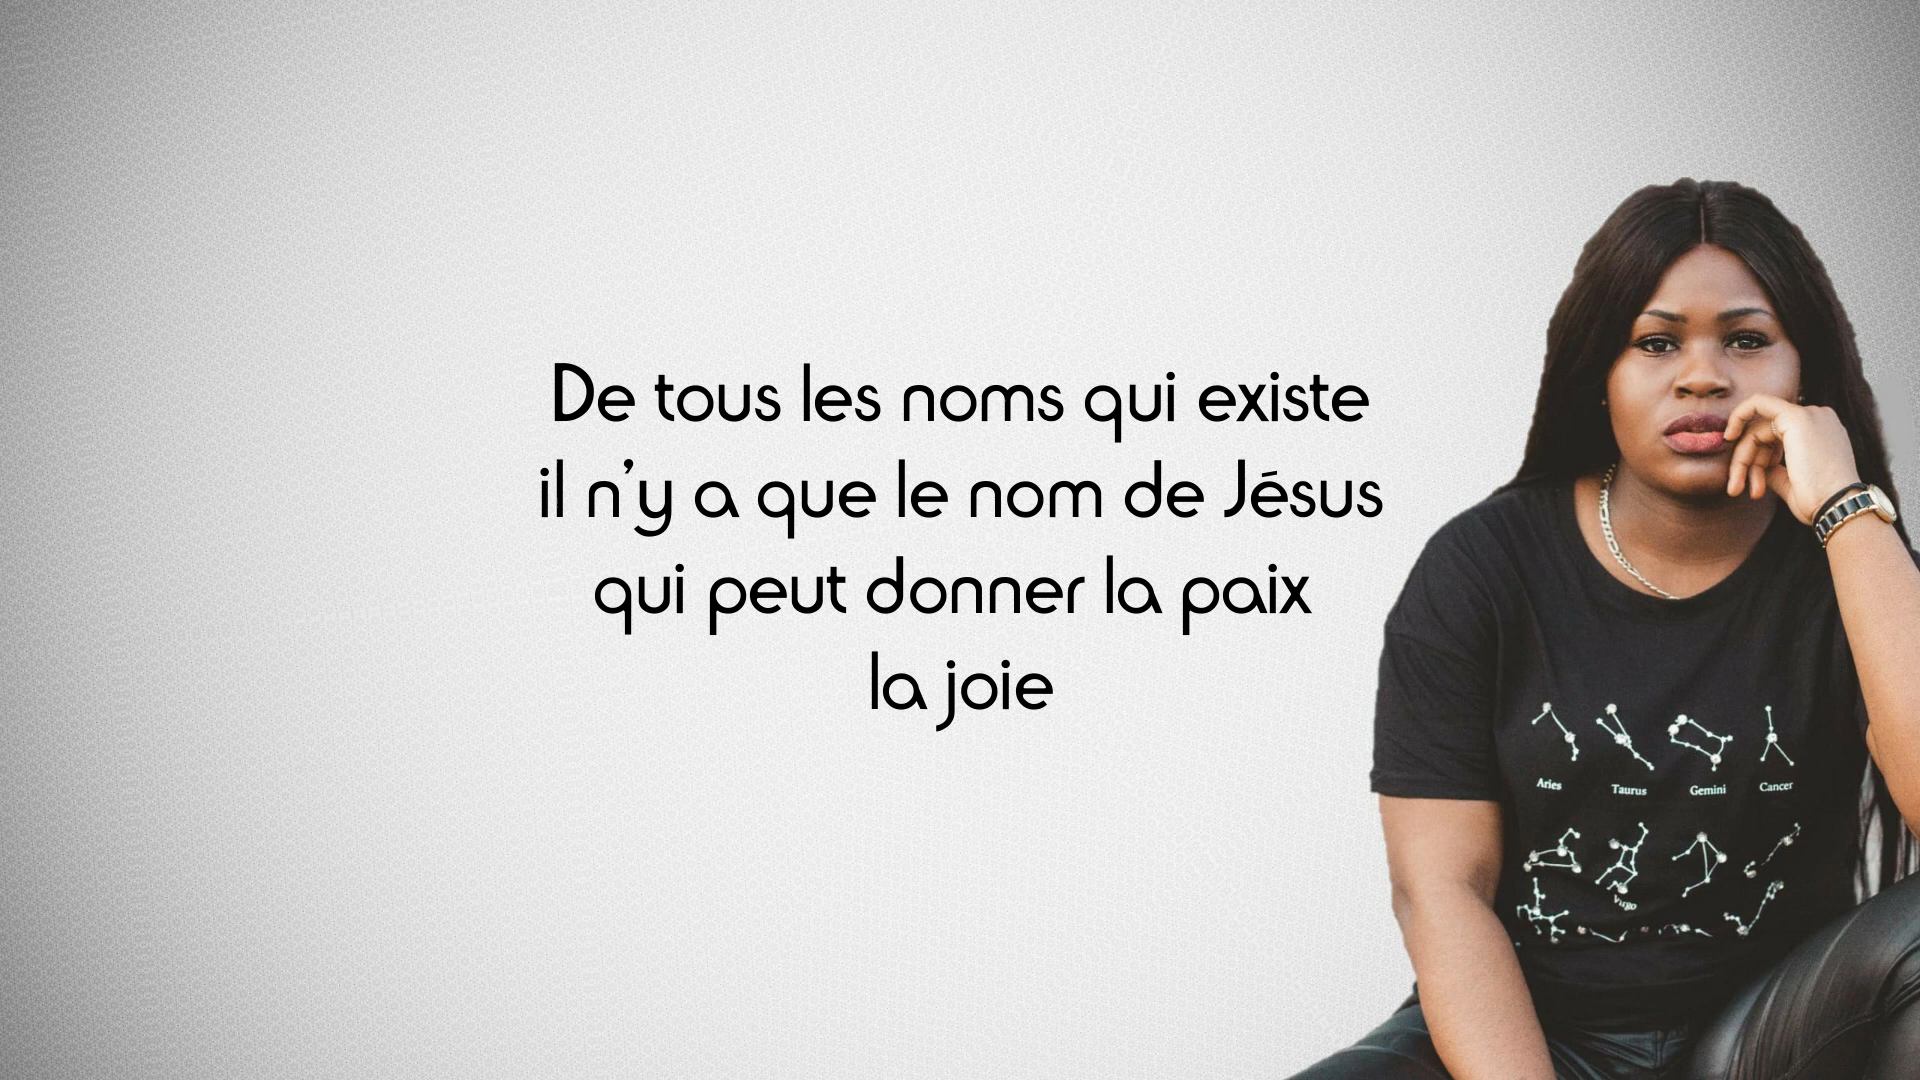 De tous les noms qui existe
il n'y a que le nom de Jésus
qui peut donner la paix
la joie
Aries Taurus Gemini Cancer
Virgo